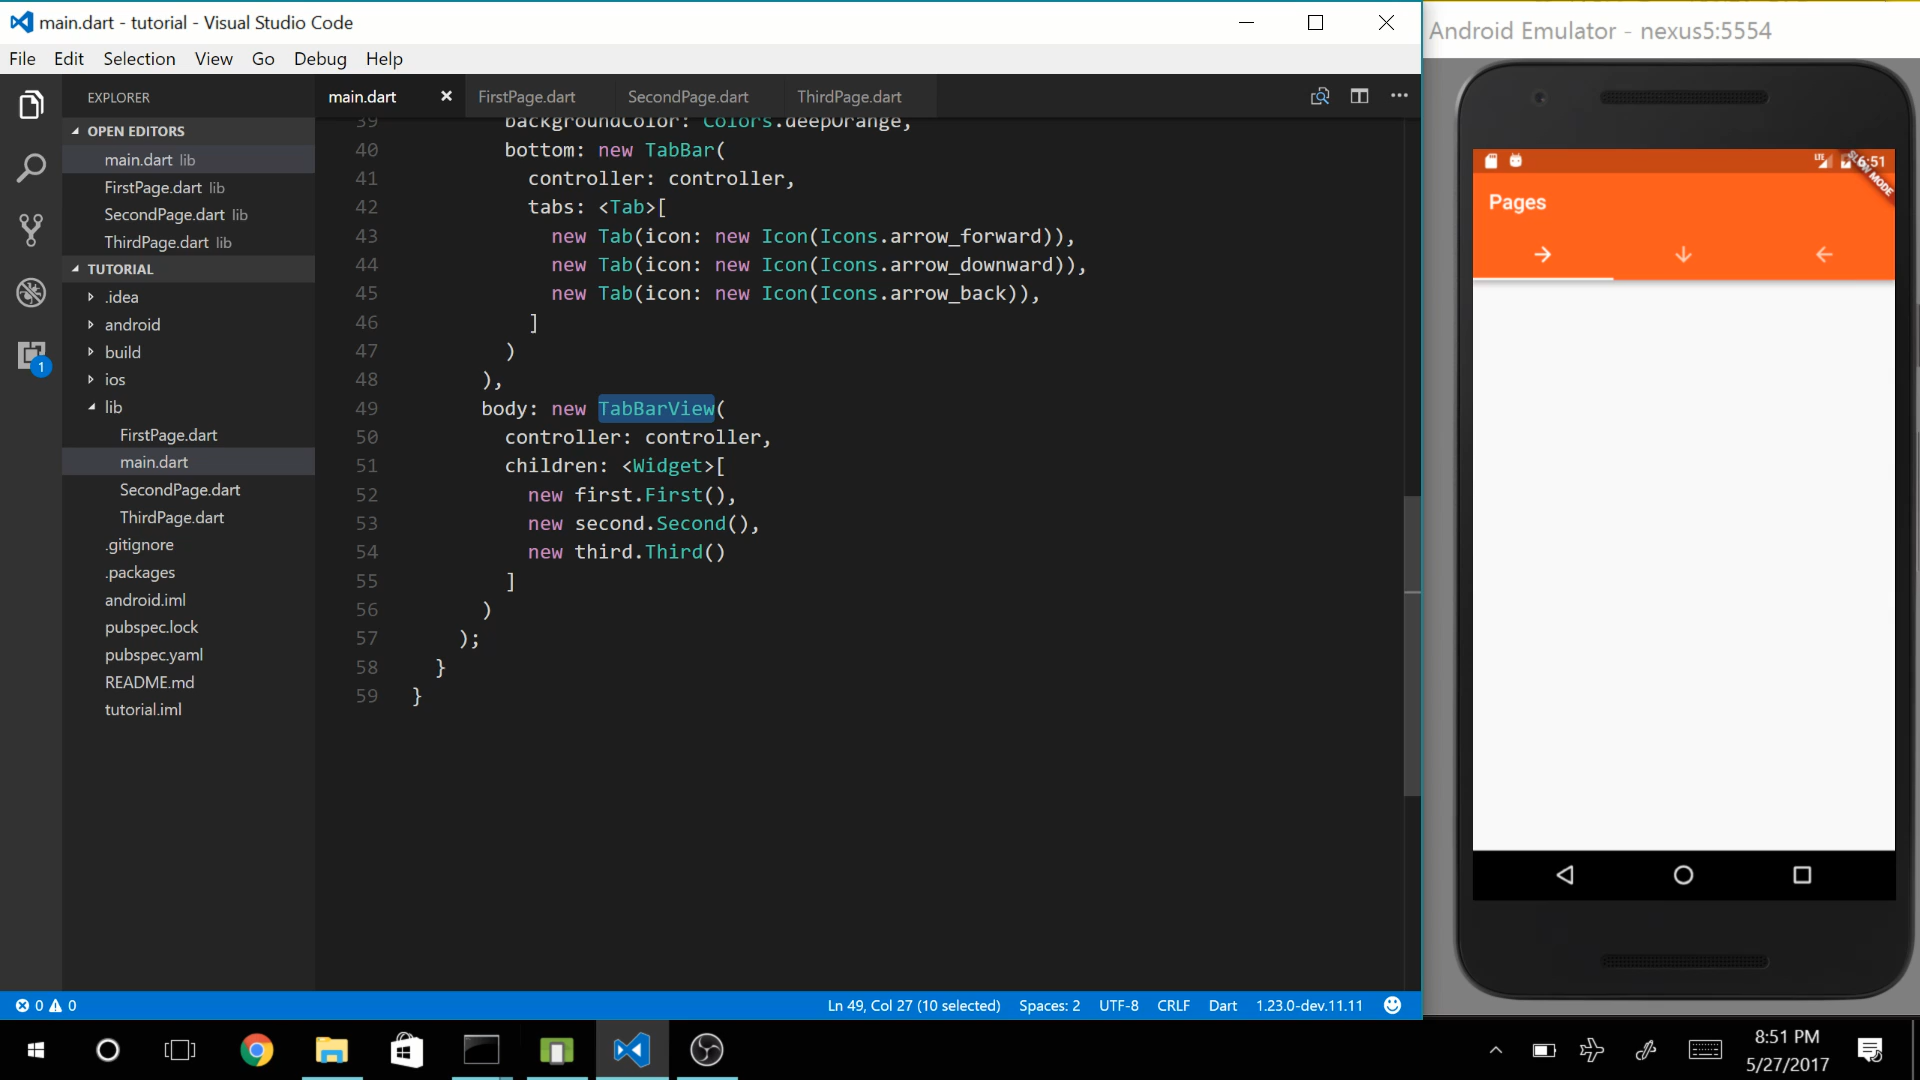 main.dart - tutorial - Visual Studio Code
File Edit Selection View Go Debug Help
EXPLORER
OPEN EDITORS
main.dart lib
FirstPage.dart lib
SecondPage.dart lib
ThirdPage.dart lib
TUTORIAL
.idea
android
build
ios
lib
FirstPage.dart
main.dart
SecondPage.dart
ThirdPage.dart
.gitignore
.packages
android.iml
pubspec.lock
pubspec.yaml
README.md
tutorial.iml
main.dart FirstPage.dart SecondPage.dart ThirdPage.dart
39 backgroundColor: Colors.deepOrange,
40 bottom: new TabBar(
41 controller: controller,
42 tabs: <Tab>[
43 new Tab(icon: new Icon(Icons.arrow_forward)),
44 new Tab(icon: new Icon(Icons.arrow_downward)),
45 new Tab(icon: new Icon(Icons.arrow_back)),
46 ]
47 )
48 ),
49 body: new TabBarView(
50 controller: controller,
51 children: <Widget>[
52 new first.First(),
53 new second.Second(),
54 new third.Third()
55 ]
56 )
57 );
58 }
59 }
1
0 0
Ln 49, Col 27 (10 selected) Spaces: 2 UTF-8 CRLF Dart 1.23.0-dev.11.11
Android Emulator - nexus5:5554
LTE 6:51
SLOW MODE
Pages
8:51 PM
5/27/2017